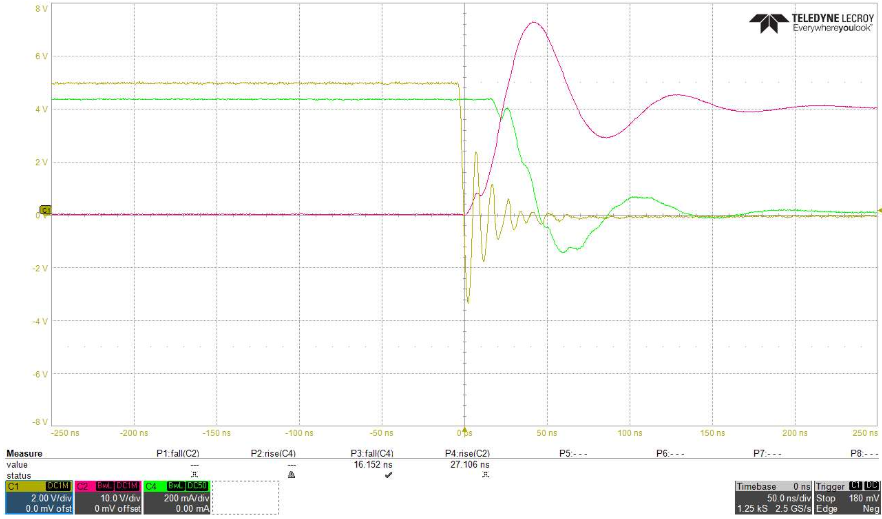 8 V
TELEDYNE LECROY
Everywhereyoulook™
6 V
4 V
2 V
C1
0 V
-2 V
-4 V
-6 V
-8 V
-250 ns -200 ns -150 ns -100 ns -50 ns 0 s 50 ns 100 ns 150 ns 200 ns 250 ns
Measure P1:fall(C2) P2:rise(C4) P3:fall(C4) P4:rise(C2) P5:- - - P6:- - - P7:- - - P8:- - -
value --- --- 16.152 ns 27.106 ns
status
C1 DC1M C2 BwL DC1M C4 BwL DC50 Timebase 0 ns Trigger C1 DC
2.00 V/div 10.0 V/div 200 mA/div 50.0 ns/div Stop 180 mV
0.0 mV ofst 0 mV offset 0.00 mA 1.25 kS 2.5 GS/s Edge Neg